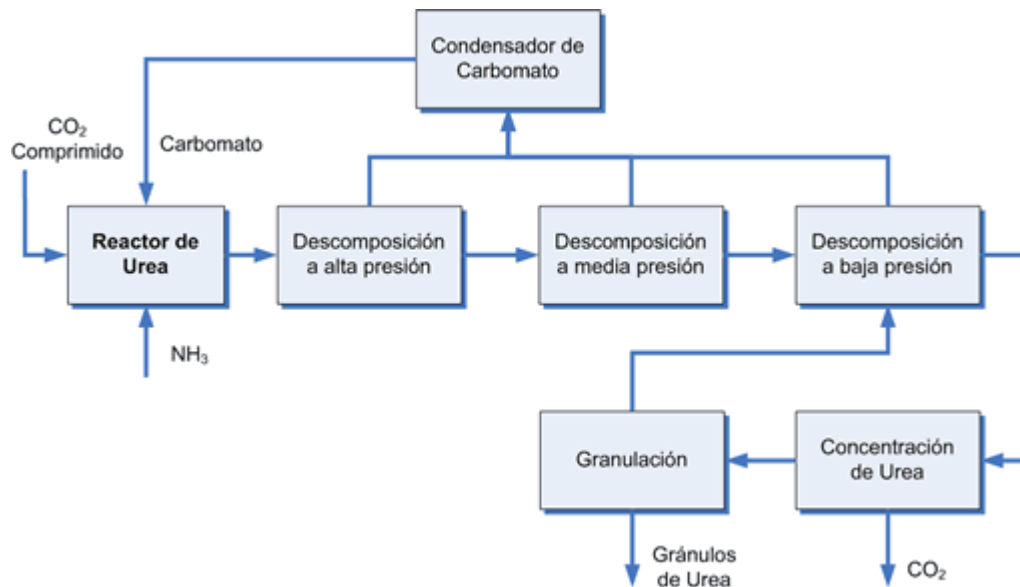 Condensador de
Carbomato
CO₂
Comprimido
Carbomato
Reactor de
Urea
Descomposición
a alta presión
Descomposición
a media presión
Descomposición
a baja presión
NH₃
Granulación
Concentración
de Urea
Gránulos
de Urea
CO₂